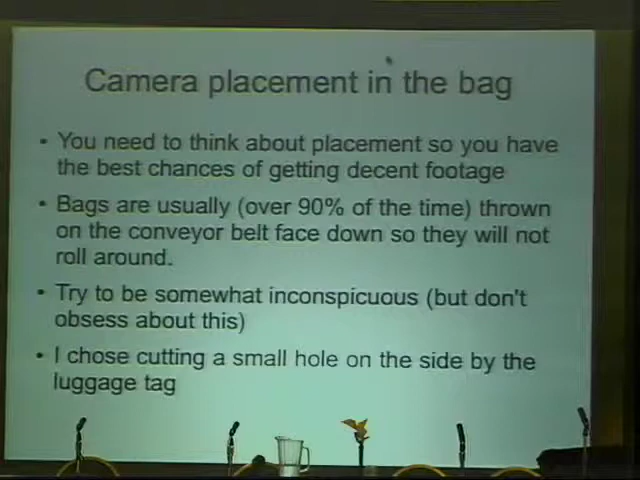 Camera placement in the bag
• You need to think about placement so you have
the best chances of getting decent footage
• Bags are usually (over 90% of the time) thrown
on the conveyor belt face down so they will not
roll around.
• Try to be somewhat inconspicuous (but don't
obsess about this)
• I chose cutting a small hole on the side by the
luggage tag